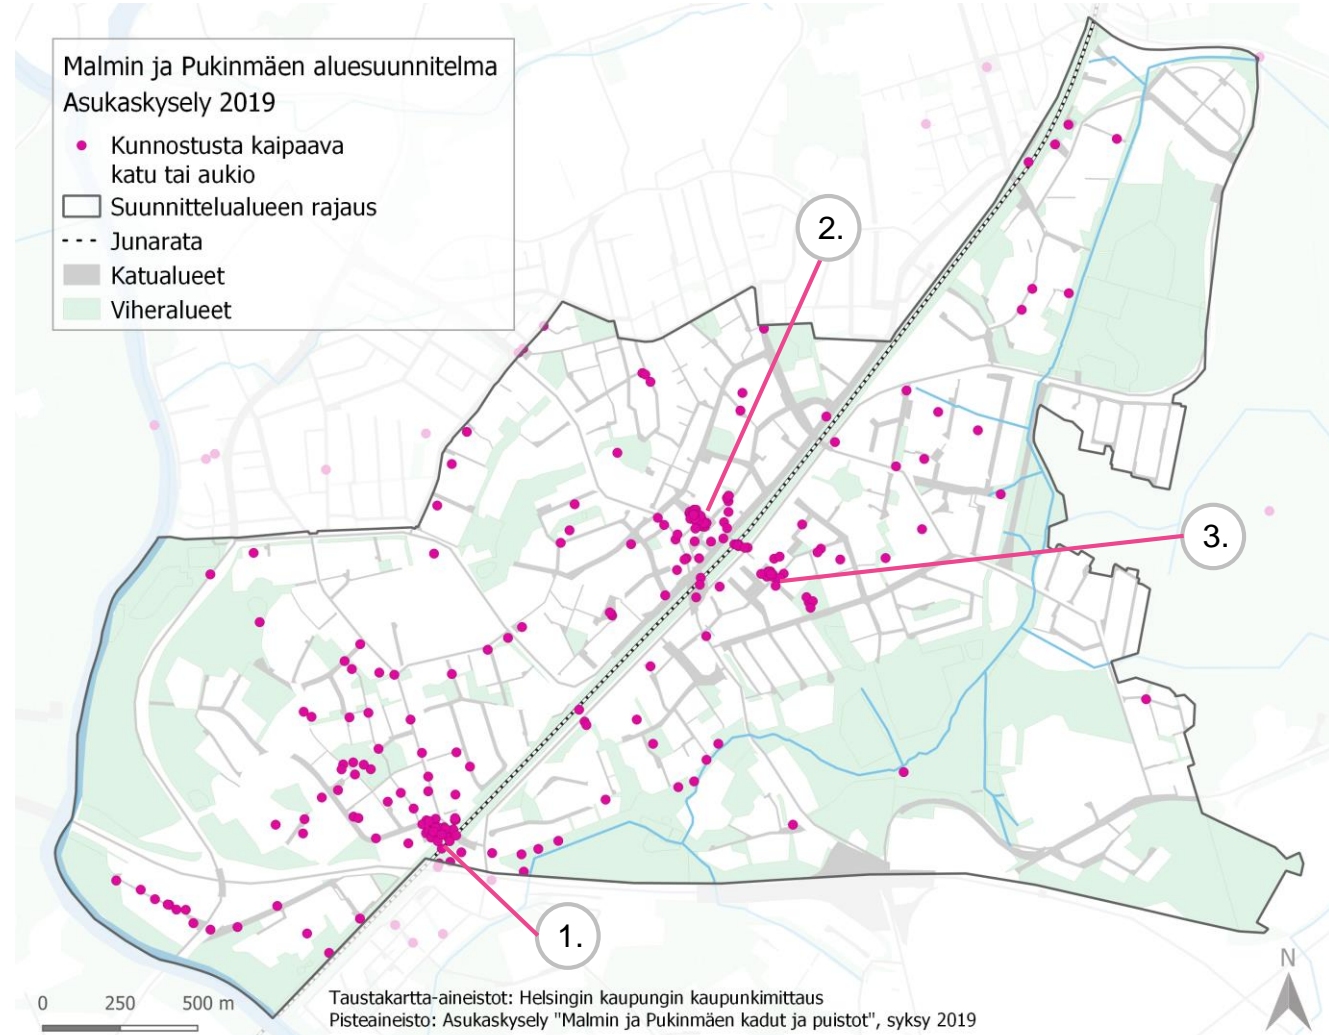 Malmin ja Pukinmäen aluesuunnitelma
Asukaskysely 2019
Kunnostusta kaipaava
katu tai aukio
Suunnittelualueen rajaus
Junarata
Katualueet
Viheralueet
2.
3.
1.
N
0 250 500 m
Taustakartta-aineistot: Helsingin kaupungin kaupunkimittaus
Pisteaineisto: Asukaskysely "Malmin ja Pukinmäen kadut ja puistot", syksy 2019